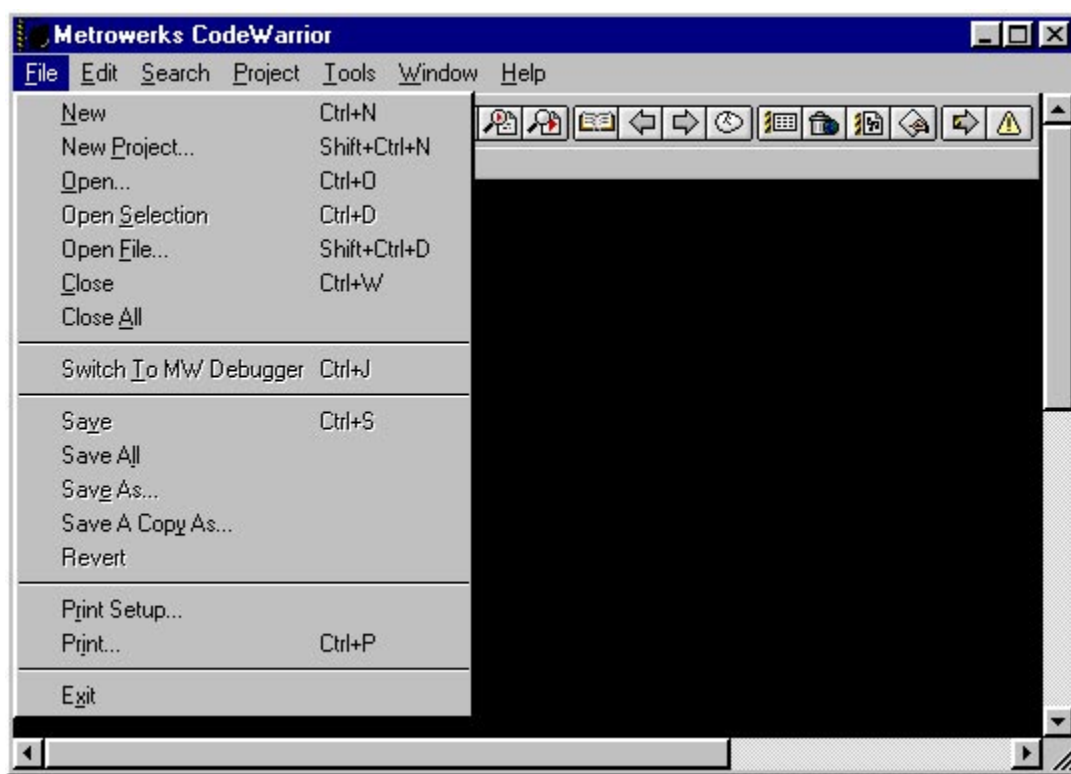 Metrowerks CodeWarrior
File Edit Search Project Tools Window Help
New Ctrl+N
New Project... Shift+Ctrl+N
Open... Ctrl+O
Open Selection Ctrl+D
Open File... Shift+Ctrl+D
Close Ctrl+W
Close All
Switch To MW Debugger Ctrl+J
Save Ctrl+S
Save All
Save As...
Save A Copy As...
Revert
Print Setup...
Print... Ctrl+P
Exit